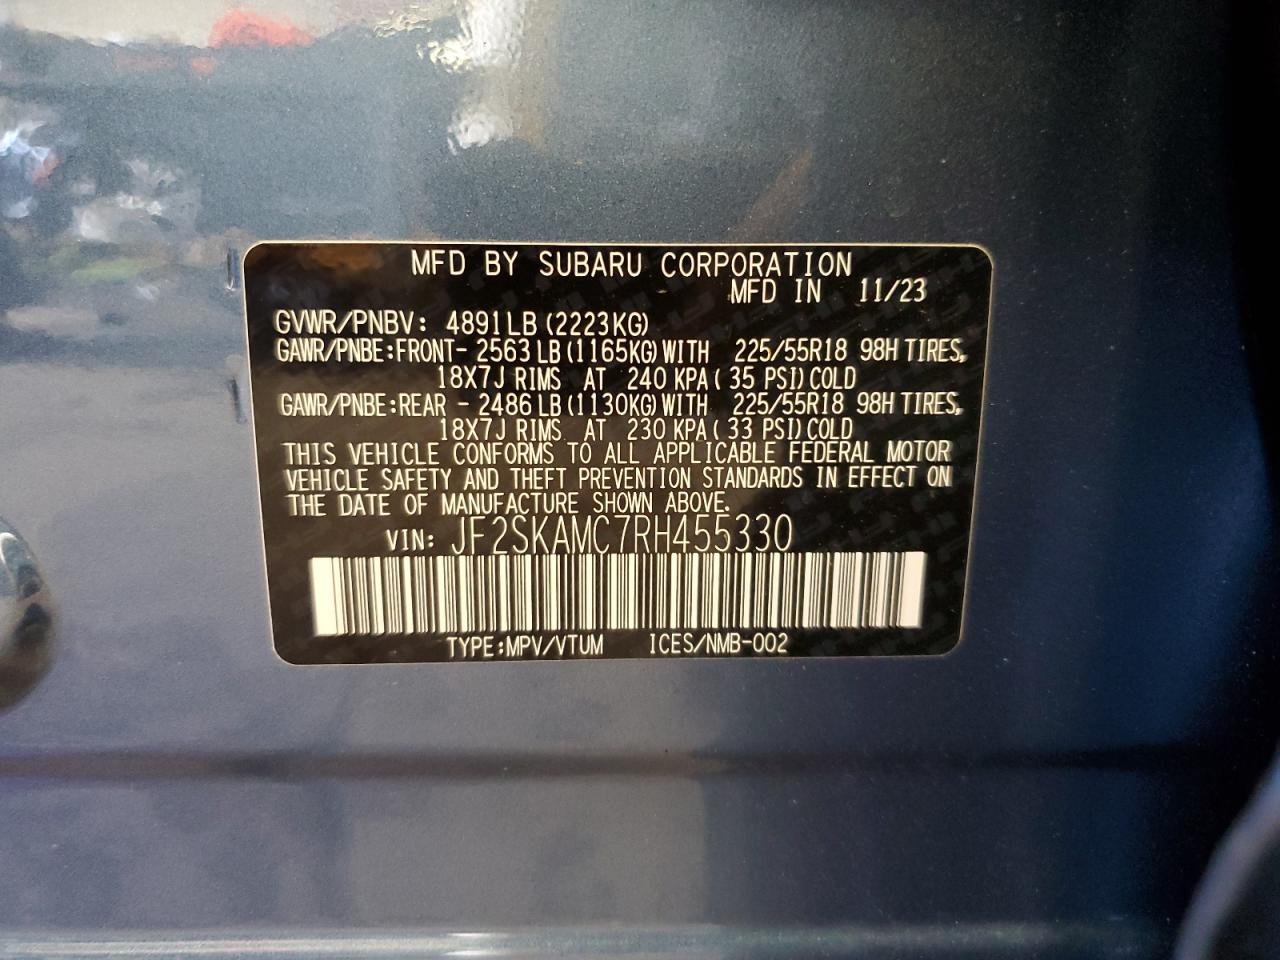 MFD BY SUBARU CORPORATION
MFD IN 11/23
GVWR/PNBV: 4891LB(2223KG)
GAWR/PNBE:FRONT- 2563LB(1165KG)WITH 225/55R18 98H TIRES,
18X7J RIMS AT 240 KPA( 35 PSI)COLD
GAWR/PNBE:REAR - 2486LB(1130KG)WITH 225/55R18 98H TIRES,
18X7J RIMS AT 230 KPA( 33 PSI)COLD
THIS VEHICLE CONFORMS TO ALL APPLICABLE FEDERAL MOTOR
VEHICLE SAFETY AND THEFT PREVENTION STANDARDS IN EFFECT ON
THE DATE OF MANUFACTURE SHOWN ABOVE.
VIN: JF2SKAMC7RH455330
TYPE:MPV/VTUM ICES/NMB-002